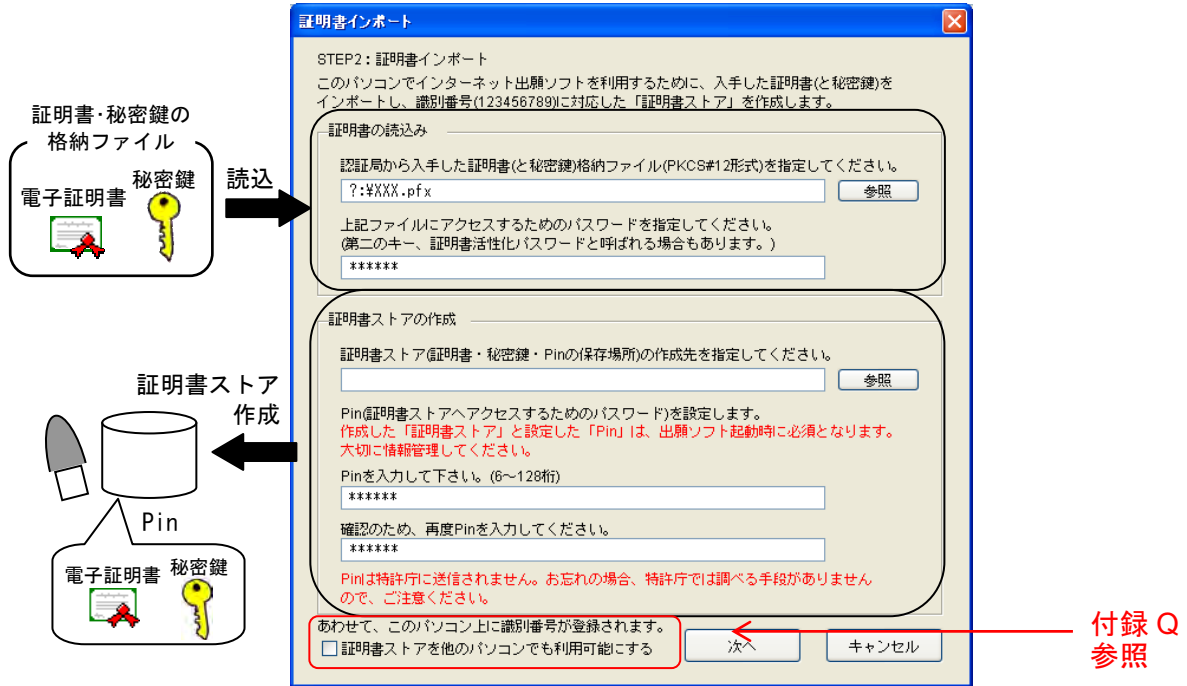 証明書インポート
STEP2：証明書インポート
このパソコンでインターネット出願ソフトを利用するために、入手した証明書(と秘密鍵)を
インポートし、識別番号(123456789)に対応した「証明書ストア」を作成します。
証明書・秘密鍵の
格納ファイル
電子証明書
秘密鍵
読込
証明書の読込み
認証局から入手した証明書(と秘密鍵)格納ファイル(PKCS#12形式)を指定してください。
?:¥XXX.pfx
参照
上記ファイルにアクセスするためのパスワードを指定してください。
(第二のキー、証明書活性化パスワードと呼ばれる場合もあります。)
******
証明書ストアの作成
証明書ストア(証明書・秘密鍵・Pinの保存場所)の作成先を指定してください。
参照
証明書ストア
作成
Pin(証明書ストアへアクセスするためのパスワード)を設定します。
作成した「証明書ストア」と設定した「Pin」は、出願ソフト起動時に必須となります。
大切に情報管理してください。
Pinを入力して下さい。(6～128桁)
******
確認のため、再度Pinを入力してください。
******
Pinは特許庁に送信されません。お忘れの場合、特許庁では調べる手段がありません
ので、ご注意ください。
Pin
電子証明書
秘密鍵
あわせて、このパソコン上に識別番号が登録されます。
証明書ストアを他のパソコンでも利用可能にする
次へ
キャンセル
付録 Q
参照